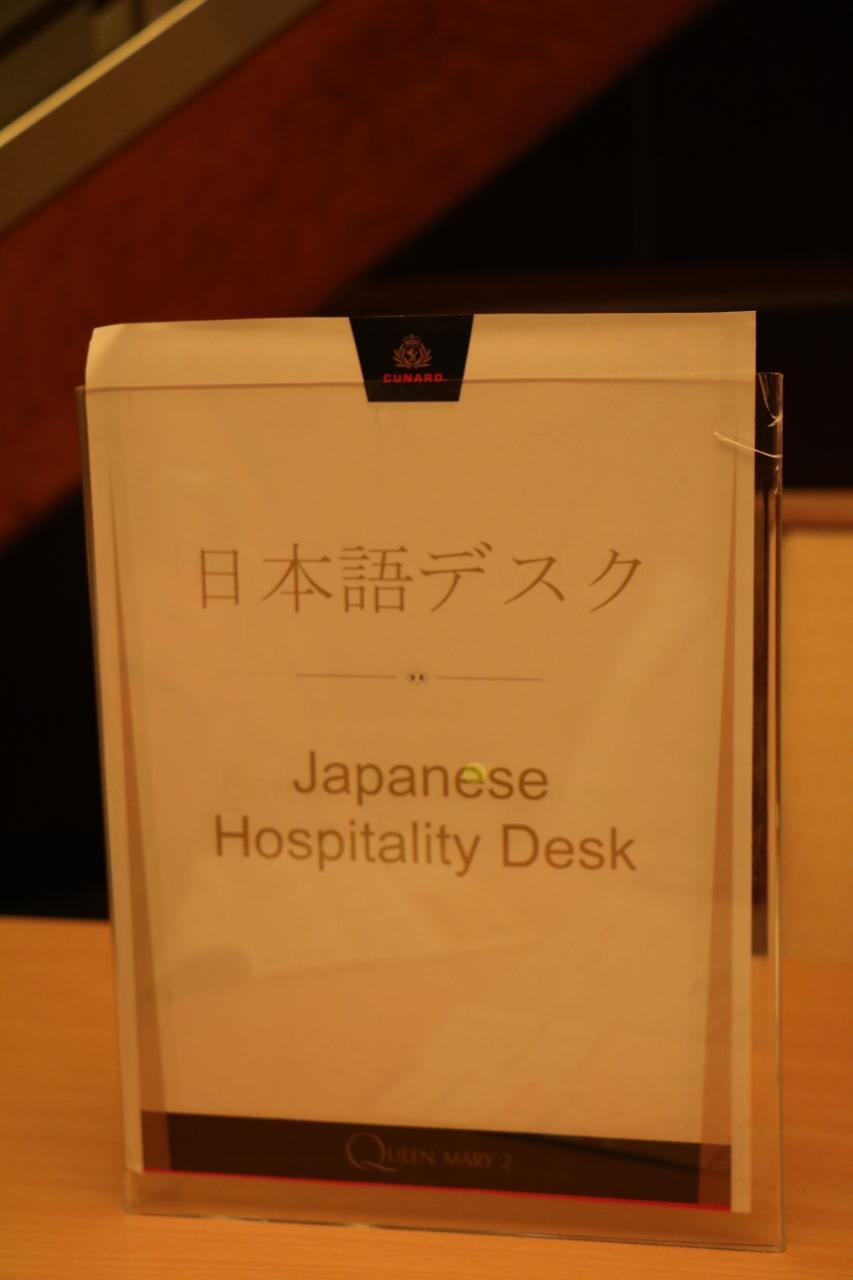 CUNARD
日本語デスク
Japanese
Hospitality Desk
QUEEN MARY 2